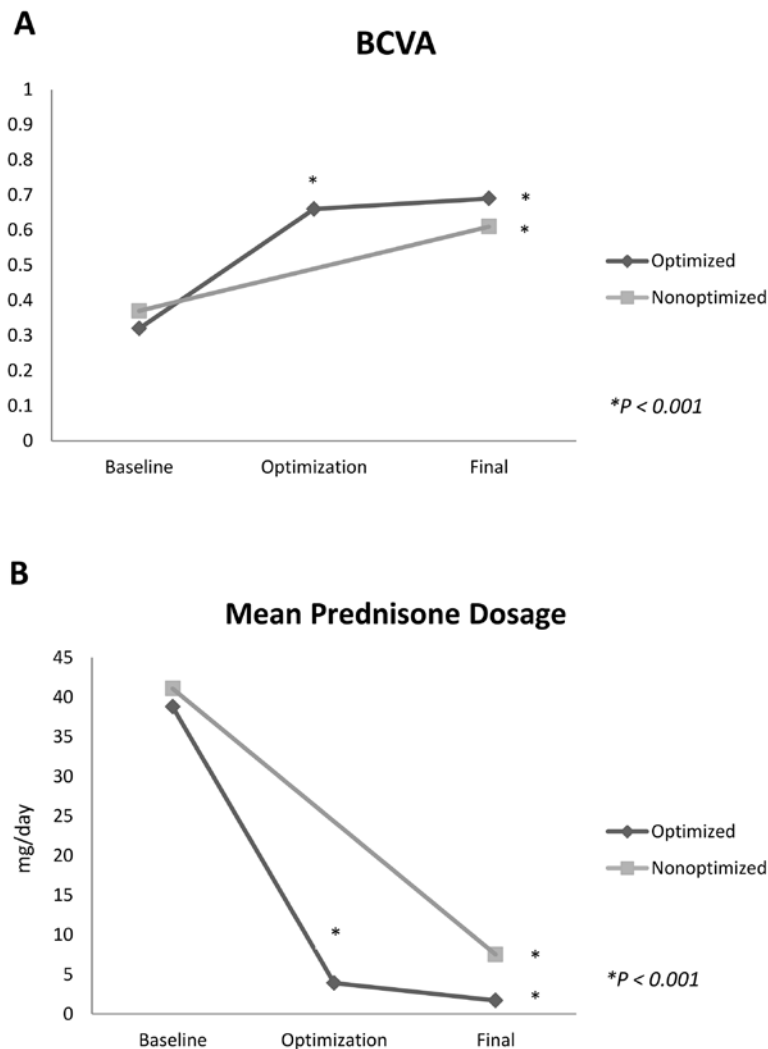 A
BCVA
1
0.9
0.8
0.7
0.6
0.5
0.4
0.3
0.2
0.1
0
*
*
*
Baseline
Optimization
Final
Optimized
Nonoptimized
*P < 0.001
B
Mean Prednisone Dosage
45
40
35
30
25
20
15
10
5
0
mg/day
*
*
*
Baseline
Optimization
Final
Optimized
Nonoptimized
*P < 0.001